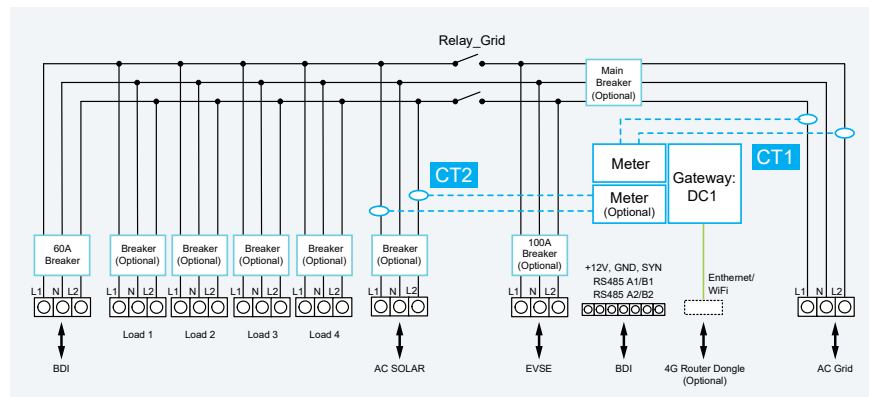 Relay_Grid
Main
Breaker
(Optional)
CT2
Meter
Meter
(Optional)
Gateway:
DC1
CT1
60A
Breaker
Breaker
(Optional)
Breaker
(Optional)
Breaker
(Optional)
Breaker
(Optional)
Breaker
(Optional)
100A
Breaker
(Optional)
+12V, GND, SYN
RS485 A1/B1
RS485 A2/B2
Enthernet/
WiFi
L1 N L2
L1 N L2
L1 N L2
L1 N L2
L1 N L2
L1 N L2
L1 N L2
L1 N L2
Load 1
Load 2
Load 3
Load 4
BDI
AC SOLAR
EVSE
BDI
4G Router Dongle
(Optional)
AC Grid